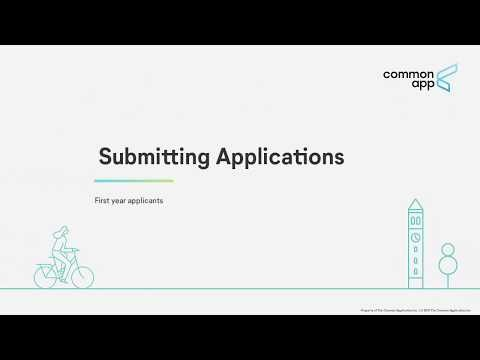 common
app
Submitting Applications
First year applicants